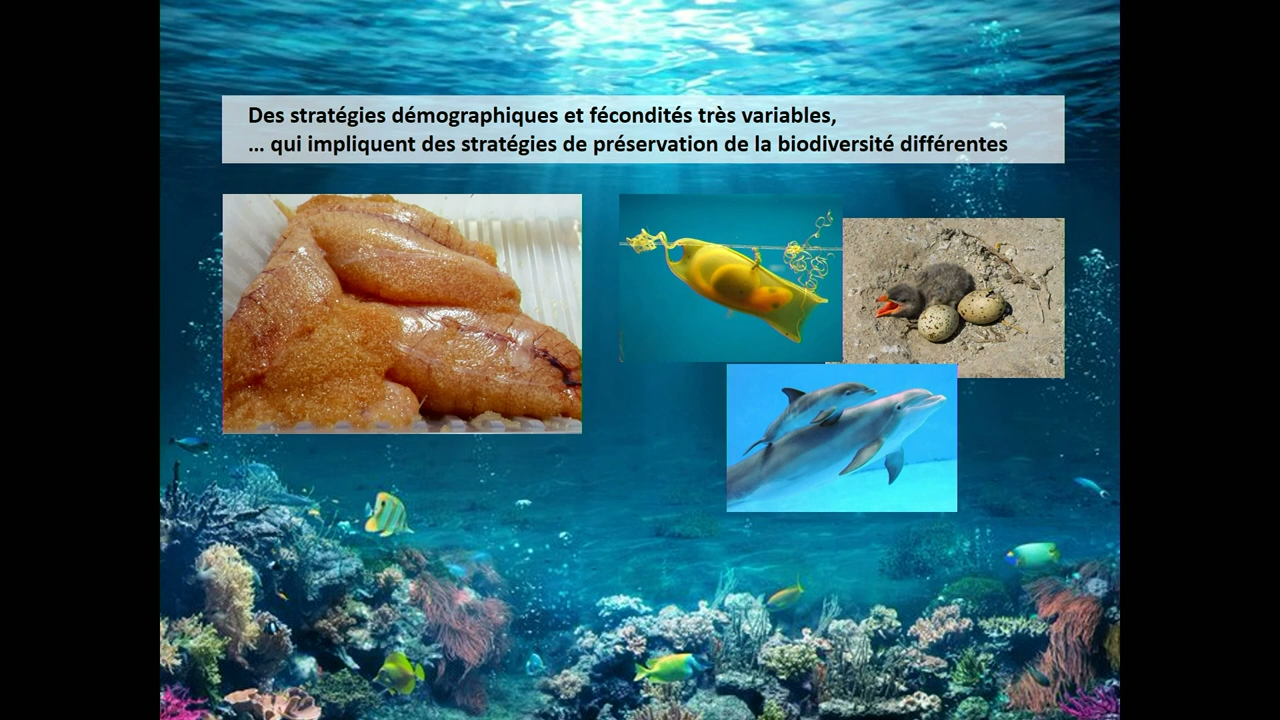 Des stratégies démographiques et fécondités très variables,
… qui impliquent des stratégies de préservation de la biodiversité différentes